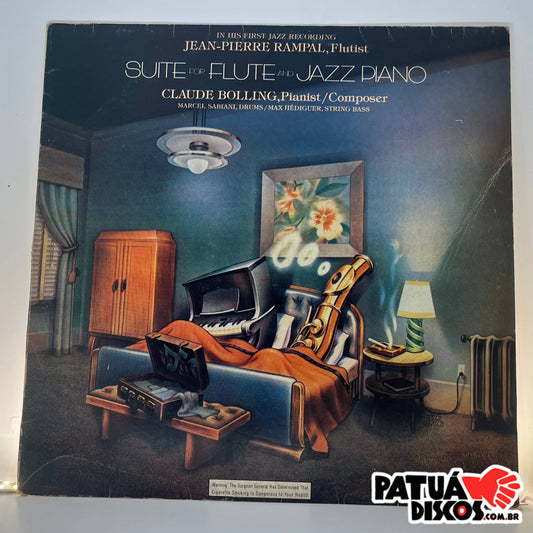 IN HIS FIRST JAZZ RECORDING
JEAN-PIERRE RAMPAL, Flutist
SUITE FOR FLUTE AND JAZZ PIANO
CLAUDE BOLLING, Pianist/Composer
MARCEL SABIANI, DRUMS/MAX HÉDIGUER, STRING BASS
Warning: The Surgeon General Has Determined That
Cigarette Smoking Is Dangerous to Your Health.
PATUÁ
DISCOS.COM.BR